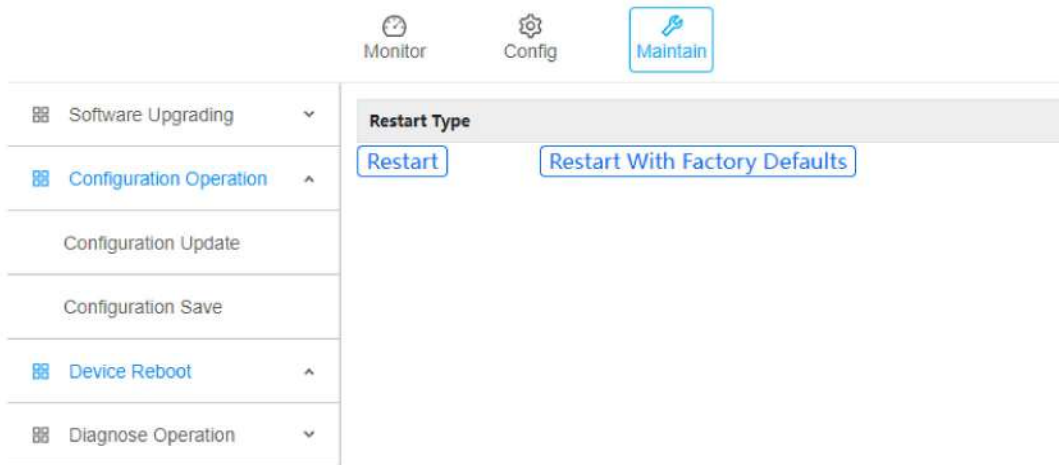 Monitor
Config
Maintain
Software Upgrading
Configuration Operation
Configuration Update
Configuration Save
Device Reboot
Diagnose Operation
Restart Type
Restart
Restart With Factory Defaults